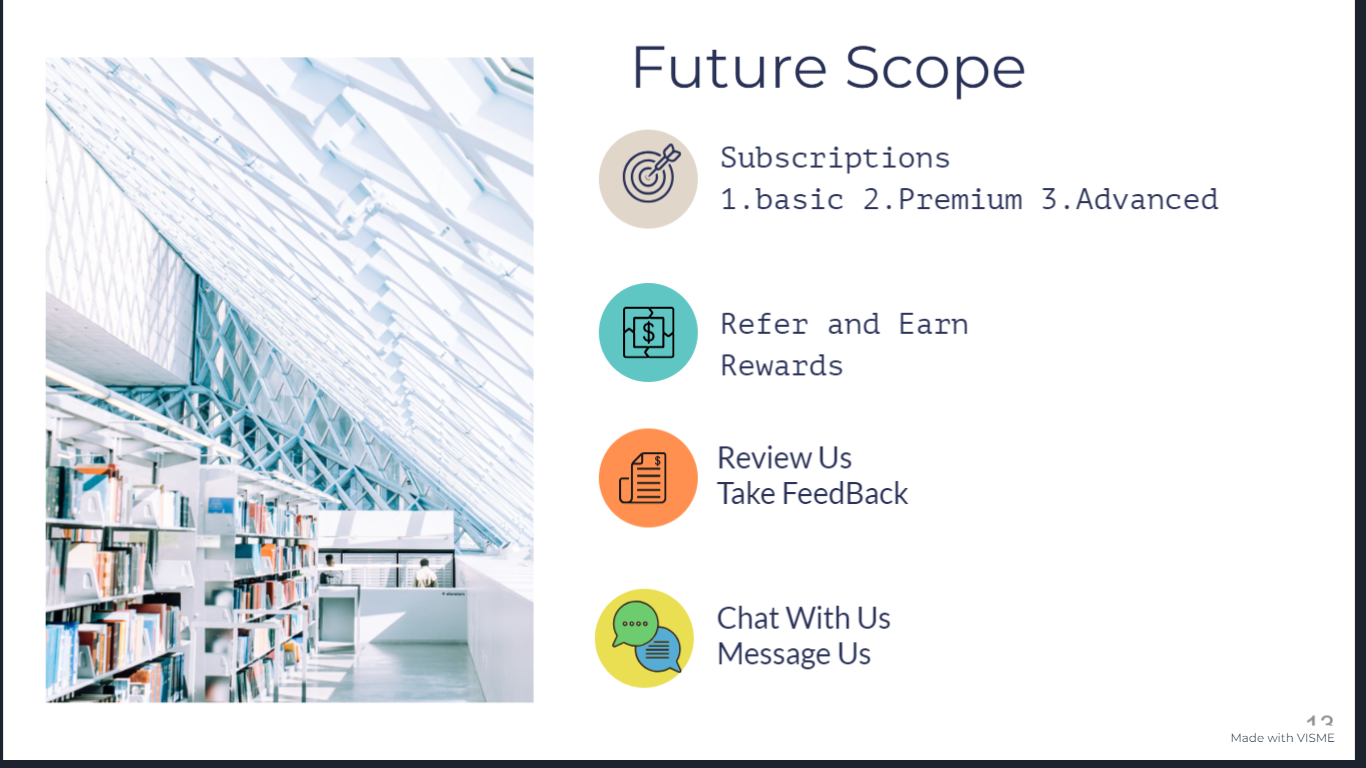 Future Scope
Subscriptions
1.basic 2.Premium 3.Advanced
Refer and Earn
Rewards
Review Us
Take FeedBack
Chat With Us
Message Us
13
Made with VISME